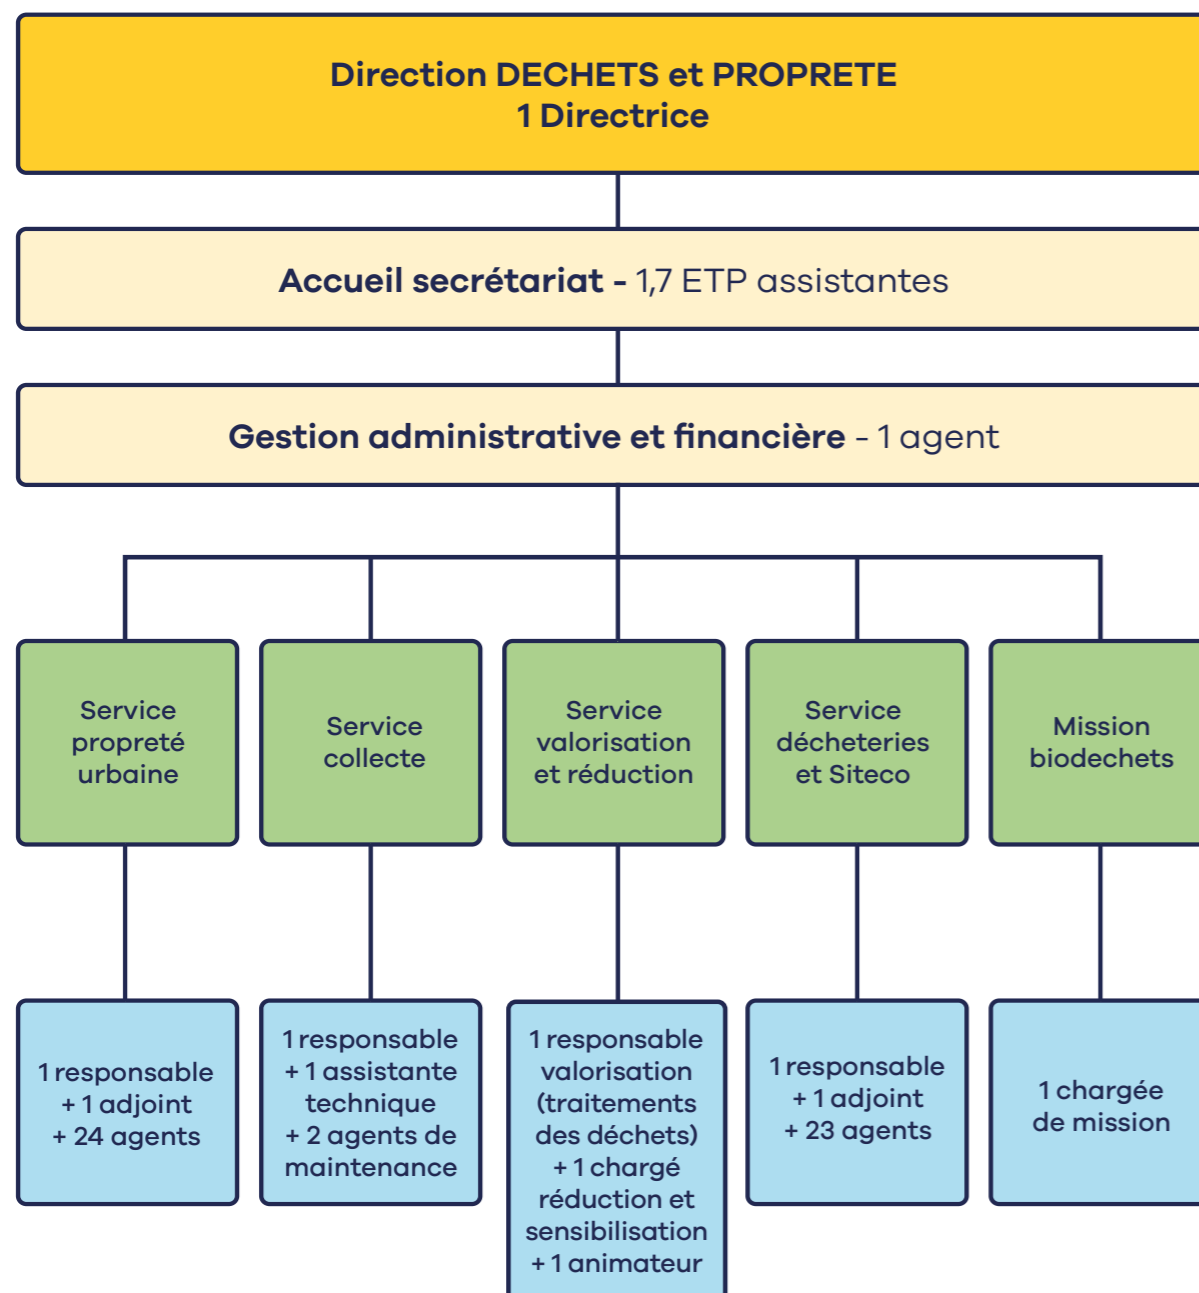 Direction DECHETS et PROPRETE
1 Directrice
Accueil secrétariat - 1,7 ETP assistantes
Gestion administrative et financière - 1 agent
Service
propreté
urbaine
Service
collecte
Service
valorisation
et réduction
Service
décheteries
et Siteco
Mission
biodechets
1 responsable
+ 1 adjoint
+ 24 agents
1 responsable
+ 1 assistante
technique
+ 2 agents de
maintenance
1 responsable
valorisation
(traitements
des déchets)
+ 1 chargé
réduction et
sensibilisation
+ 1 animateur
1 responsable
+ 1 adjoint
+ 23 agents
1 chargée
de mission